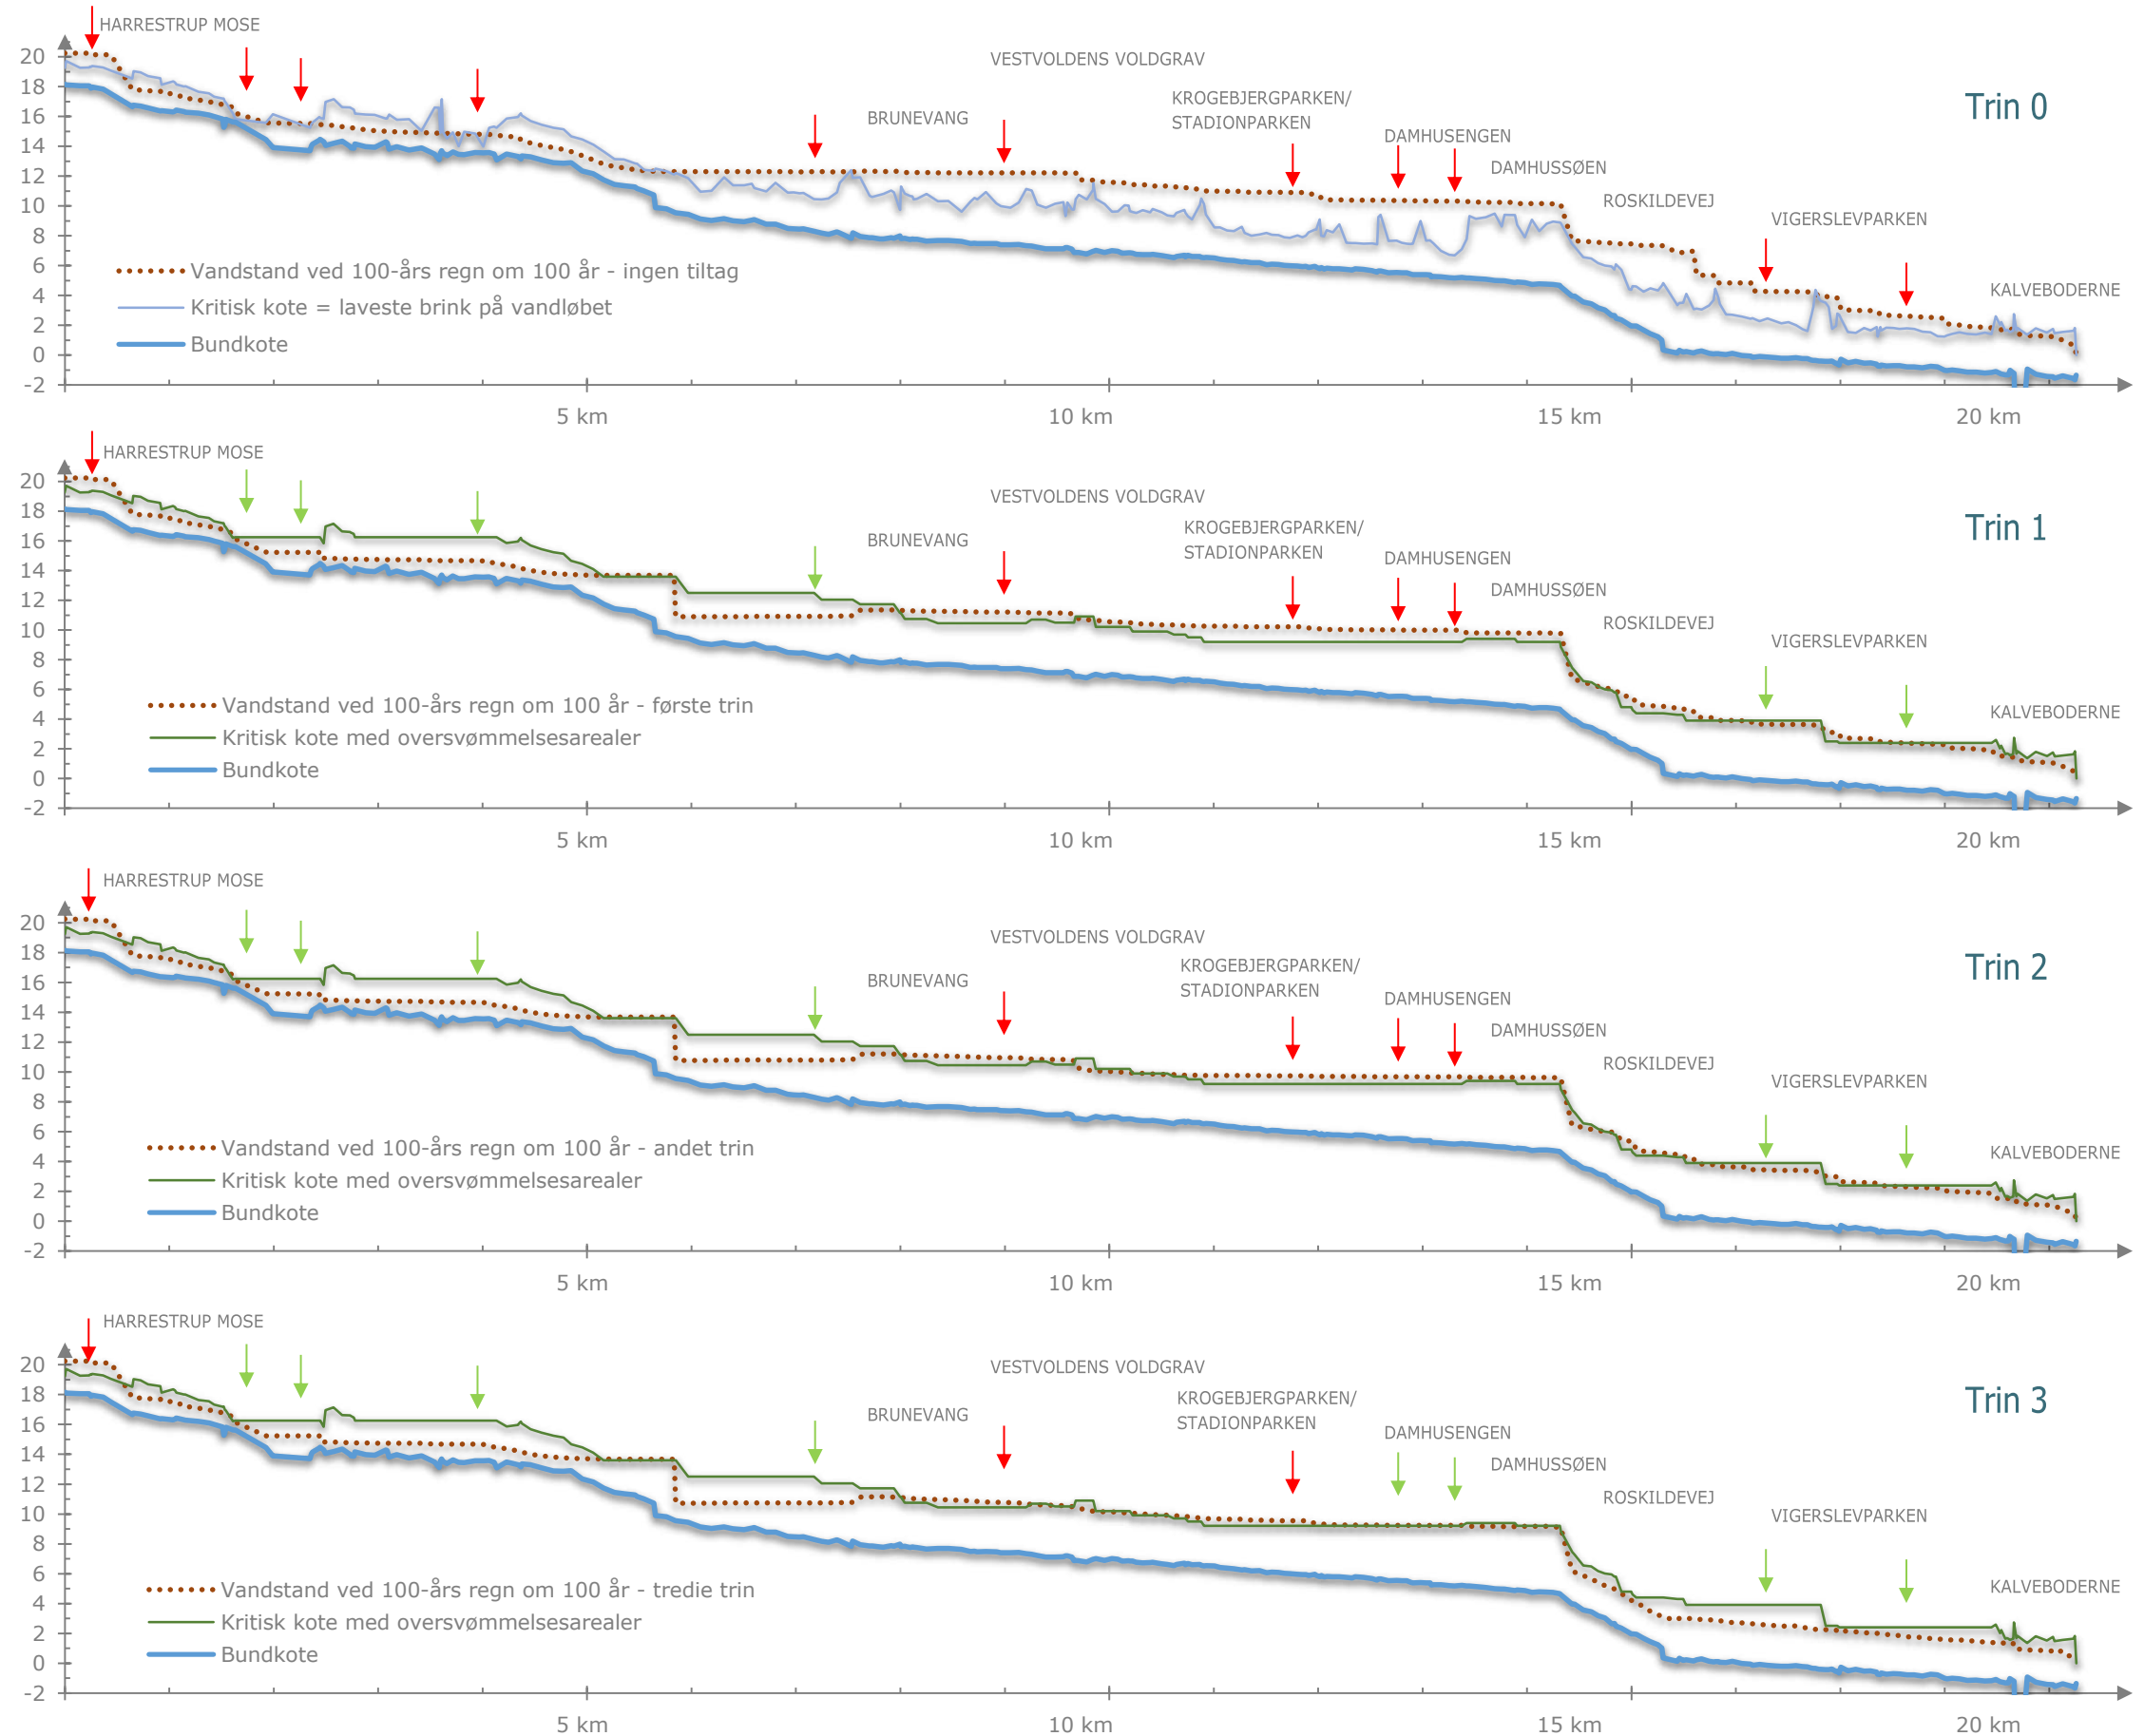 HARRESTRUP MOSE
VESTVOLDENS VOLDGRAV
KROGEBJERGPARKEN/
STADIONPARKEN
BRUNEVANG
DAMHUSENGEN
DAMHUSSØEN
ROSKILDEVEJ
VIGERSLEVPARKEN
KALVEBODERNE
Trin 0
20
18
16
14
12
10
8
6
4
2
0
-2
Vandstand ved 100-års regn om 100 år - ingen tiltag
Kritisk kote = laveste brink på vandløbet
Bundkote
5 km
10 km
15 km
20 km
HARRESTRUP MOSE
VESTVOLDENS VOLDGRAV
KROGEBJERGPARKEN/
STADIONPARKEN
BRUNEVANG
DAMHUSENGEN
DAMHUSSØEN
ROSKILDEVEJ
VIGERSLEVPARKEN
KALVEBODERNE
Trin 1
20
18
16
14
12
10
8
6
4
2
0
-2
Vandstand ved 100-års regn om 100 år - første trin
Kritisk kote med oversvømmelsesarealer
Bundkote
5 km
10 km
15 km
20 km
HARRESTRUP MOSE
VESTVOLDENS VOLDGRAV
KROGEBJERGPARKEN/
STADIONPARKEN
BRUNEVANG
DAMHUSENGEN
DAMHUSSØEN
ROSKILDEVEJ
VIGERSLEVPARKEN
KALVEBODERNE
Trin 2
20
18
16
14
12
10
8
6
4
2
0
-2
Vandstand ved 100-års regn om 100 år - andet trin
Kritisk kote med oversvømmelsesarealer
Bundkote
5 km
10 km
15 km
20 km
HARRESTRUP MOSE
VESTVOLDENS VOLDGRAV
KROGEBJERGPARKEN/
STADIONPARKEN
BRUNEVANG
DAMHUSENGEN
DAMHUSSØEN
ROSKILDEVEJ
VIGERSLEVPARKEN
KALVEBODERNE
Trin 3
20
18
16
14
12
10
8
6
4
2
0
-2
Vandstand ved 100-års regn om 100 år - tredie trin
Kritisk kote med oversvømmelsesarealer
Bundkote
5 km
10 km
15 km
20 km